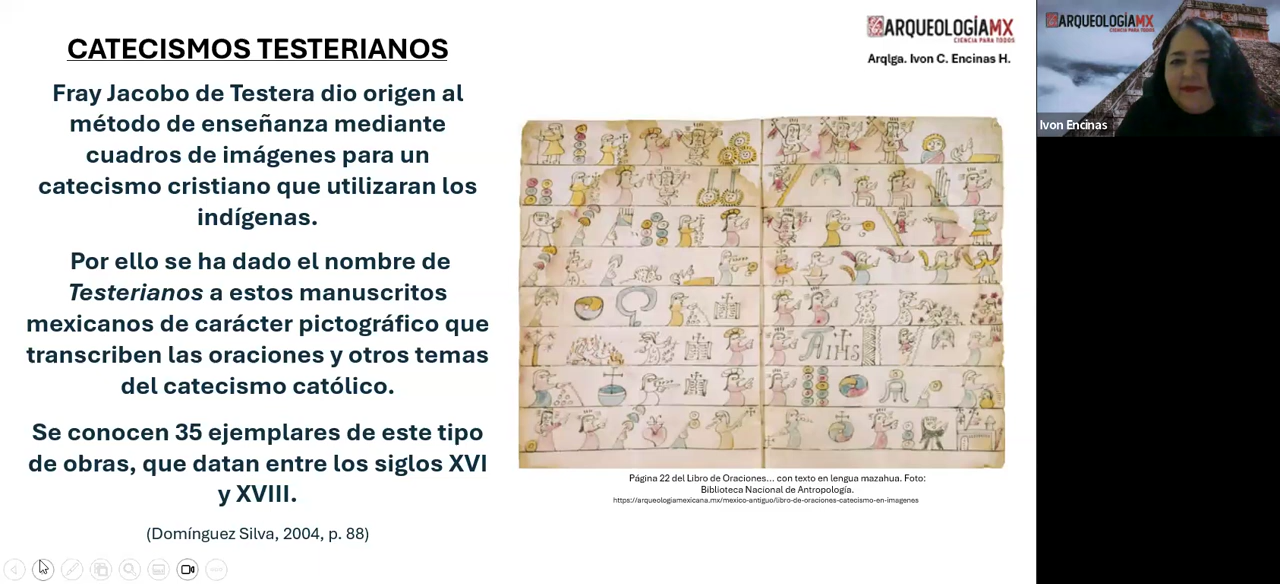 CATECISMOS TESTERIANOS
Fray Jacobo de Testera dio origen al
método de enseñanza mediante
cuadros de imágenes para un
catecismo cristiano que utilizaran los
indígenas.
Por ello se ha dado el nombre de
Testerianos a estos manuscritos
mexicanos de carácter pictográfico que
transcriben las oraciones y otros temas
del catecismo católico.
Se conocen 35 ejemplares de este tipo
de obras, que datan entre los siglos XVI
y XVIII.
(Domínguez Silva, 2004, p. 88)
ARQUEOLOGÍAMX
CIENCIA PARA TODOS
Arqlga. Ivon C. Encinas H.
Página 22 del Libro de Oraciones... con texto en lengua mazahua. Foto:
Biblioteca Nacional de Antropología.
https://arqueologiamexicana.mx/mexico-antiguo/libro-de-oraciones-catecismo-en-imagenes
ARQUEOLOGÍAMX
CIENCIA PARA TODOS
Ivon Encinas